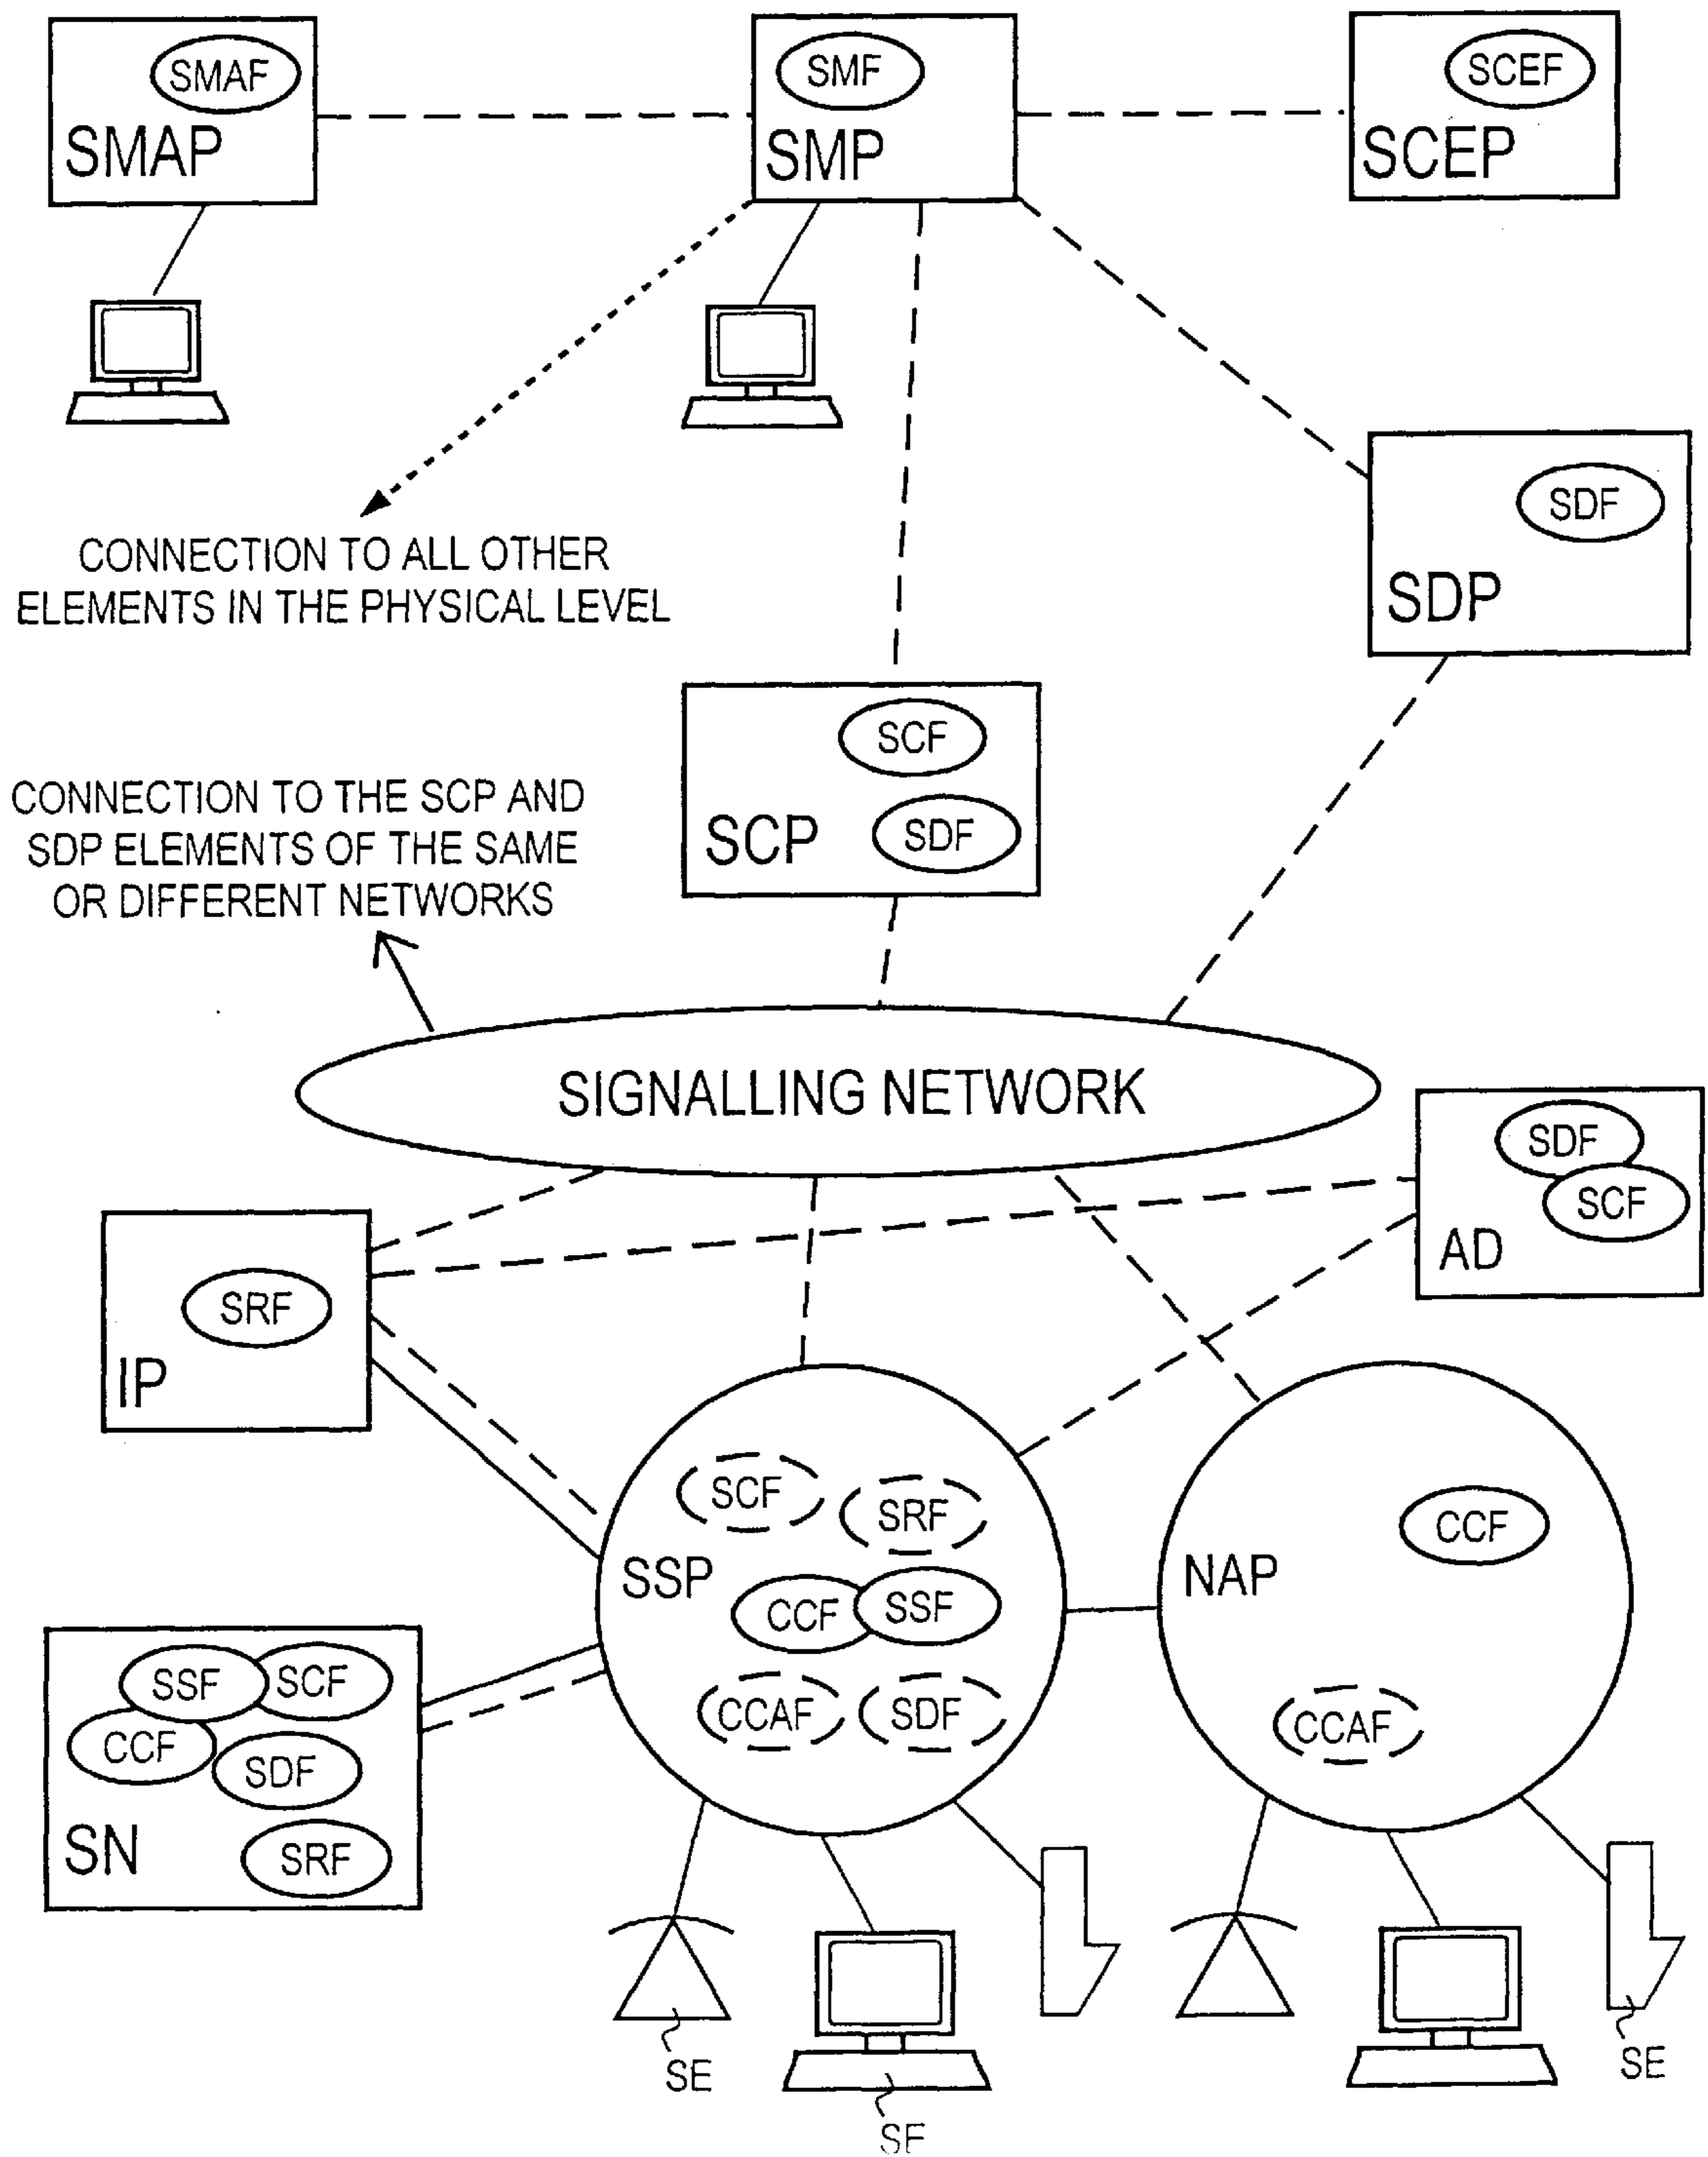 SMAF
SMAP
SMF
SMP
SCEF
SCEP
CONNECTION TO ALL OTHER
ELEMENTS IN THE PHYSICAL LEVEL
SDF
SDP
SCF
SDF
SCP
CONNECTION TO THE SCP AND
SDP ELEMENTS OF THE SAME
OR DIFFERENT NETWORKS
SIGNALLING NETWORK
SDF
SCF
AD
SRF
IP
SCF
SRF
SSP
CCF
SSF
CCAF
SDF
CCF
NAP
CCAF
SSF
SCF
CCF
SDF
SN
SRF
SE
SE
SE